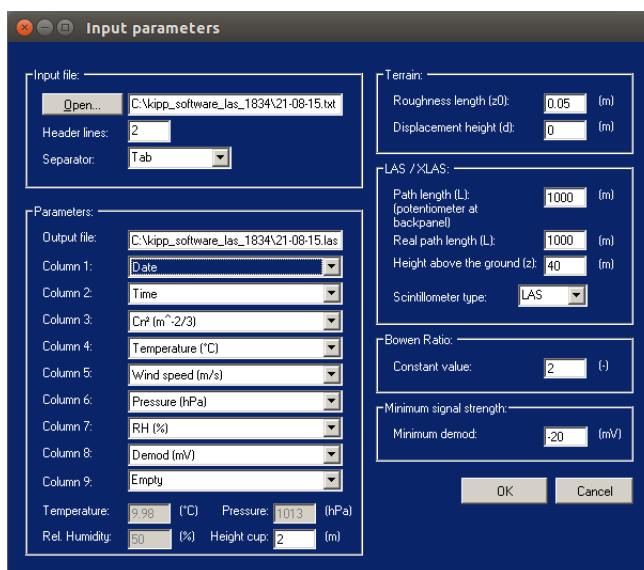 Input parameters
Input file:
Open... C:\kipp_software_las_1834\21-08-15.txt
Header lines: 2
Separator: Tab
Parameters:
Output file: C:\kipp_software_las_1834\21-08-15.las
Column 1: Date
Column 2: Time
Column 3: Cn² (m^-2/3)
Column 4: Temperature (°C)
Column 5: Wind speed (m/s)
Column 6: Pressure (hPa)
Column 7: RH (%)
Column 8: Demod (mV)
Column 9: Empty
Temperature: 9.98 (°C) Pressure: 1013 (hPa)
Rel. Humidity: 50 (%) Height cup: 2 (m)
Terrain:
Roughness length (z0): 0.05 (m)
Displacement height (d): 0 (m)
LAS / XLAS:
Path length (L): 1000 (m)
(potentiometer at
backpanel)
Real path length (L): 1000 (m)
Height above the ground (z): 40 (m)
Scintillometer type: LAS
Bowen Ratio:
Constant value: 2 (-)
Minimum signal strength:
Minimum demod: -20 (mV)
OK Cancel